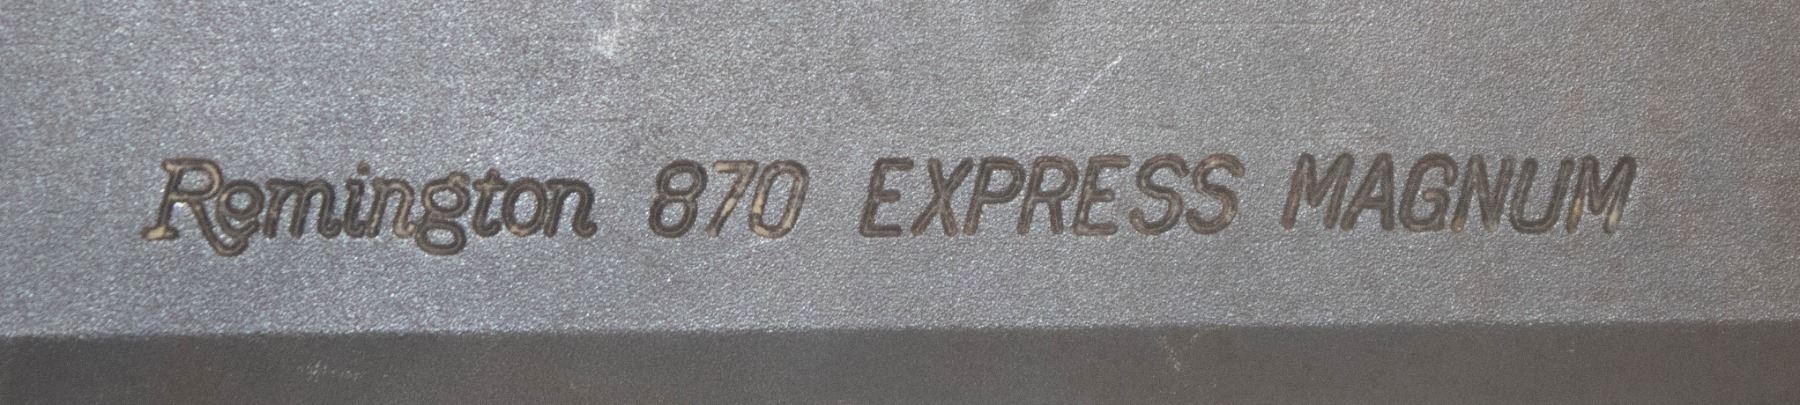 Remington 870 EXPRESS MAGNUM